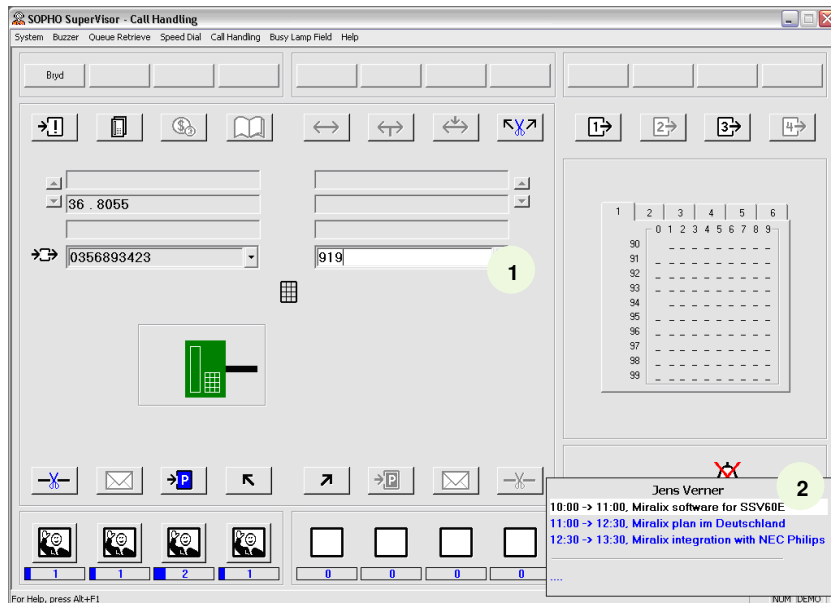 SOPHO SuperVisor - Call Handling
System Buzzer Queue Retrieve Speed Dial Call Handling Busy Lamp Field Help
Bryd
1 2 3 4
36 . 8055
0356893423
919
1
1 2 3 4 5 6
0 1 2 3 4 5 6 7 8 9
90
91
92
93
94
95
96
97
98
99
P P
Jens Verner
2
10:00 -> 11:00, Miralix software for SSV60E
11:00 -> 12:30, Miralix plan im Deutschland
12:30 -> 13:30, Miralix integration with NEC Philips
....
1 1 2 1 0 0 0 0
For Help, press Alt+F1
NUM DEMO